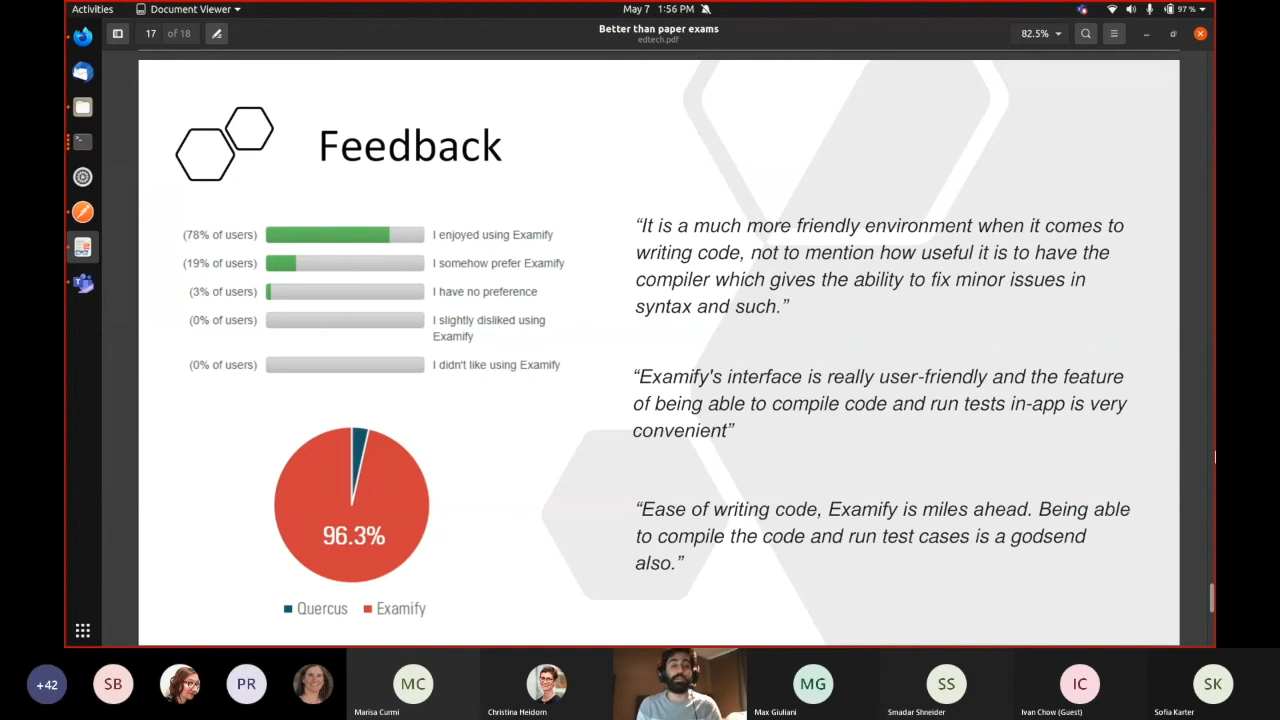 Activities
Document Viewer
May 7 1:56 PM
97 %
17 of 18
Better than paper exams
edtech.pdf
82.5%
Feedback
(78% of users) I enjoyed using Examify
(19% of users) I somehow prefer Examify
(3% of users) I have no preference
(0% of users) I slightly disliked using
Examify
(0% of users) I didn't like using Examify
96.3%
Quercus Examify
“It is a much more friendly environment when it comes to
writing code, not to mention how useful it is to have the
compiler which gives the ability to fix minor issues in
syntax and such.”
“Examify's interface is really user-friendly and the feature
of being able to compile code and run tests in-app is very
convenient”
“Ease of writing code, Examify is miles ahead. Being able
to compile the code and run test cases is a godsend
also.”
+42
SB
PR
MC
Marisa Curmi
Christina Heidorn
MG
Max Giuliani
SS
Smadar Shneider
IC
Ivan Chow (Guest)
SK
Sofia Karter